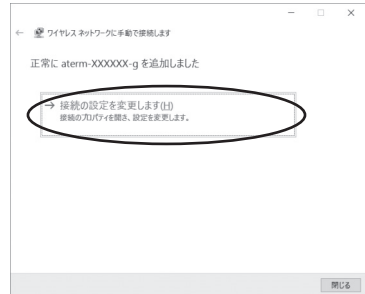 ワイヤレス ネットワークに手動で接続します
正常に aterm-XXXXXX-g を追加しました
→ 接続の設定を変更します(H)
接続のプロパティを開き、設定を変更します。
閉じる